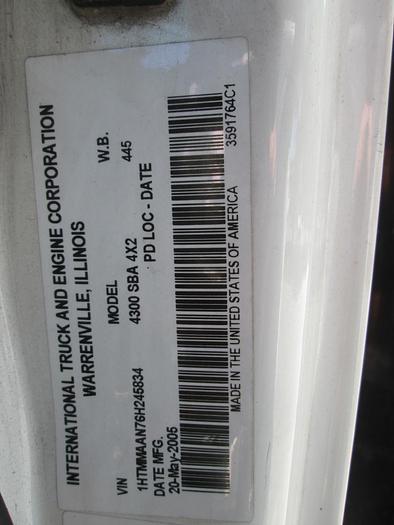 INTERNATIONAL TRUCK AND ENGINE CORPORATION
WARRENVILLE, ILLINOIS
VIN MODEL W.B.
1HTMMAAN76H245834 4300 SBA 4X2 445
DATE MFG. PD LOC - DATE
20-May-2005
MADE IN THE UNITED STATES OF AMERICA 3591764C1